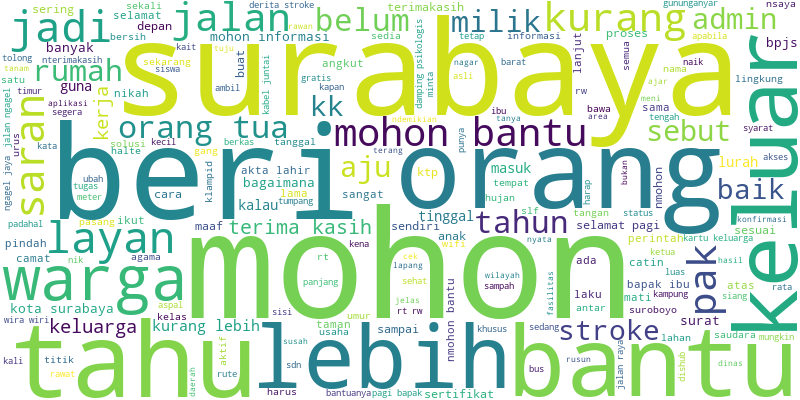 sering
sekali
derita stroke
terimakasih
gunungganyar
nsaya
jadi
selamat
depan
jalan
belum
milik
kurang
admin
bersih
kait
tuju
rawan
sedia
tetap
informasi
proses
apabila
tolong
banyak
mohon informasi
nterimakasih
siswa
sekarang
buat
angkut
surabaya
asli
nagar
barat
lanjut
semua
naik
bpjs
rumah
guna
satu
tanam
timur
nikah
ambil
gratis
kapan
kabel juntai
damping psikologis
minta
nama
lingkung
keluar
jalan ngagel
ngagel jaya
urus
saran
aplikasi
segera
kerja
kk
ibu
rw
bawa
area
sama
ajar
meni
tengah
syarat
kata
solusi
halte
orang tua
kecil
berkas
tanggal
ndemikian
mohon bantu
tanya
sebut
akses
padahal
ubah
tugas
meter
gang
klampid
akta lahir
bagaimana
terang
aju
ktp
punya
masuk
tempat
hujan
nmohon
harap
bukan
lurah
baik
beri
orang
cara
kalau
lama
tumpang
sangat
slf
tangan
status
konfirmasi
pasang
ikut
maaf
tinggal
tahun
selamat pagi
perintah
kartu keluarga
sesuai
layan
terima kasih
sendiri
anak
wifi
nyata
ketua
hasil
pindah
camat
nik
agama
rt
kena
cek
lapang
wilayah
sampah
ada
catin
kampung
luas
pak
atas
siang
rata
warga
mohon
panjang
sehat
fasilitas
laku
mati
bapak ibu
kota surabaya
aspal
sisi
umur
jelas
rt rw
antar
suroboyo
wira wiri
keluarga
kelas
kurang lebih
taman
usaha
sampai
nmohon bantu
khusus
sedang
stroke
surat
saudara
mungkin
kali
titik
ramat
tahu
aktif
daerah
rute
susah
sdn
lebih
harus
bantuanya
pagi bapak
sertifikat
bus
rusun
bantu
jalan raya
lahan
dishub
dinas